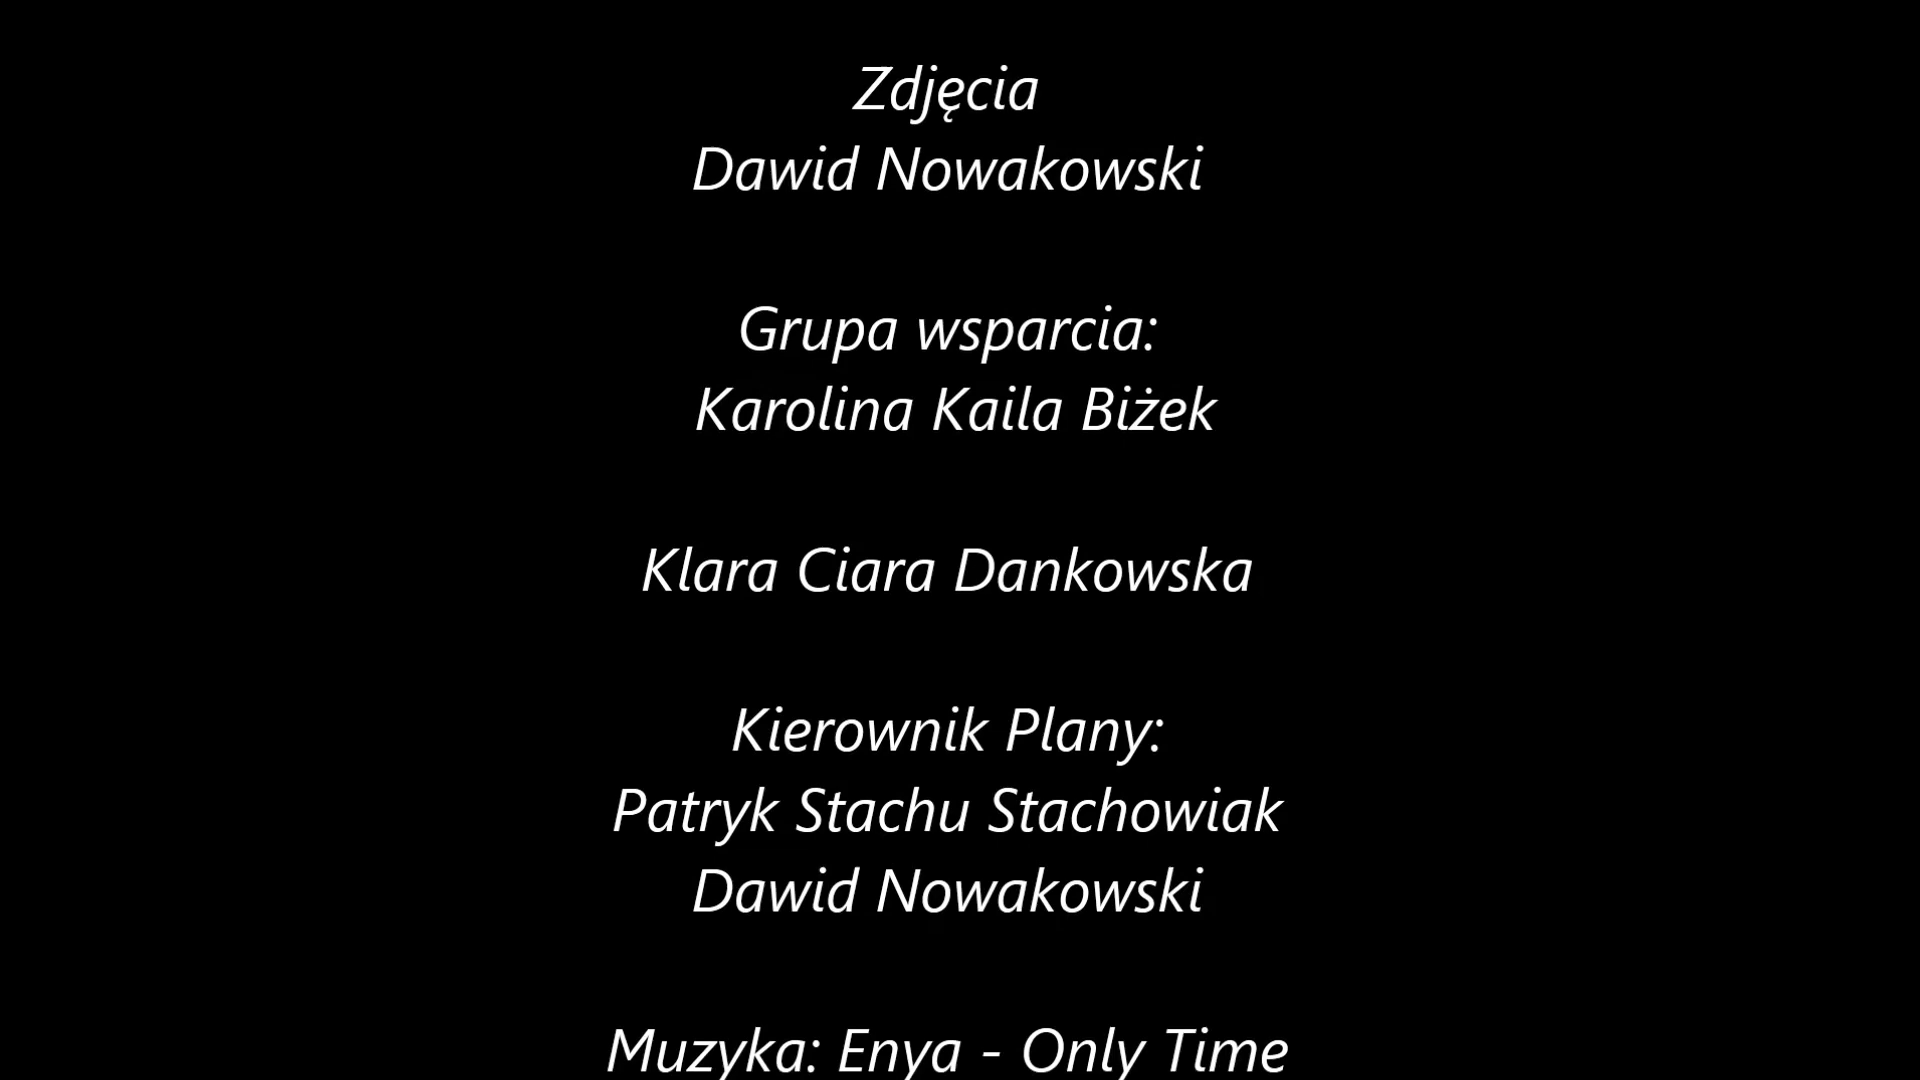 Zdjęcia
Dawid Nowakowski
Grupa wsparcia:
Karolina Kaila Biżek
Klara Ciara Dankowska
Kierownik Plany:
Patryk Stachu Stachowiak
Dawid Nowakowski
Muzyka: Enya - Only Time